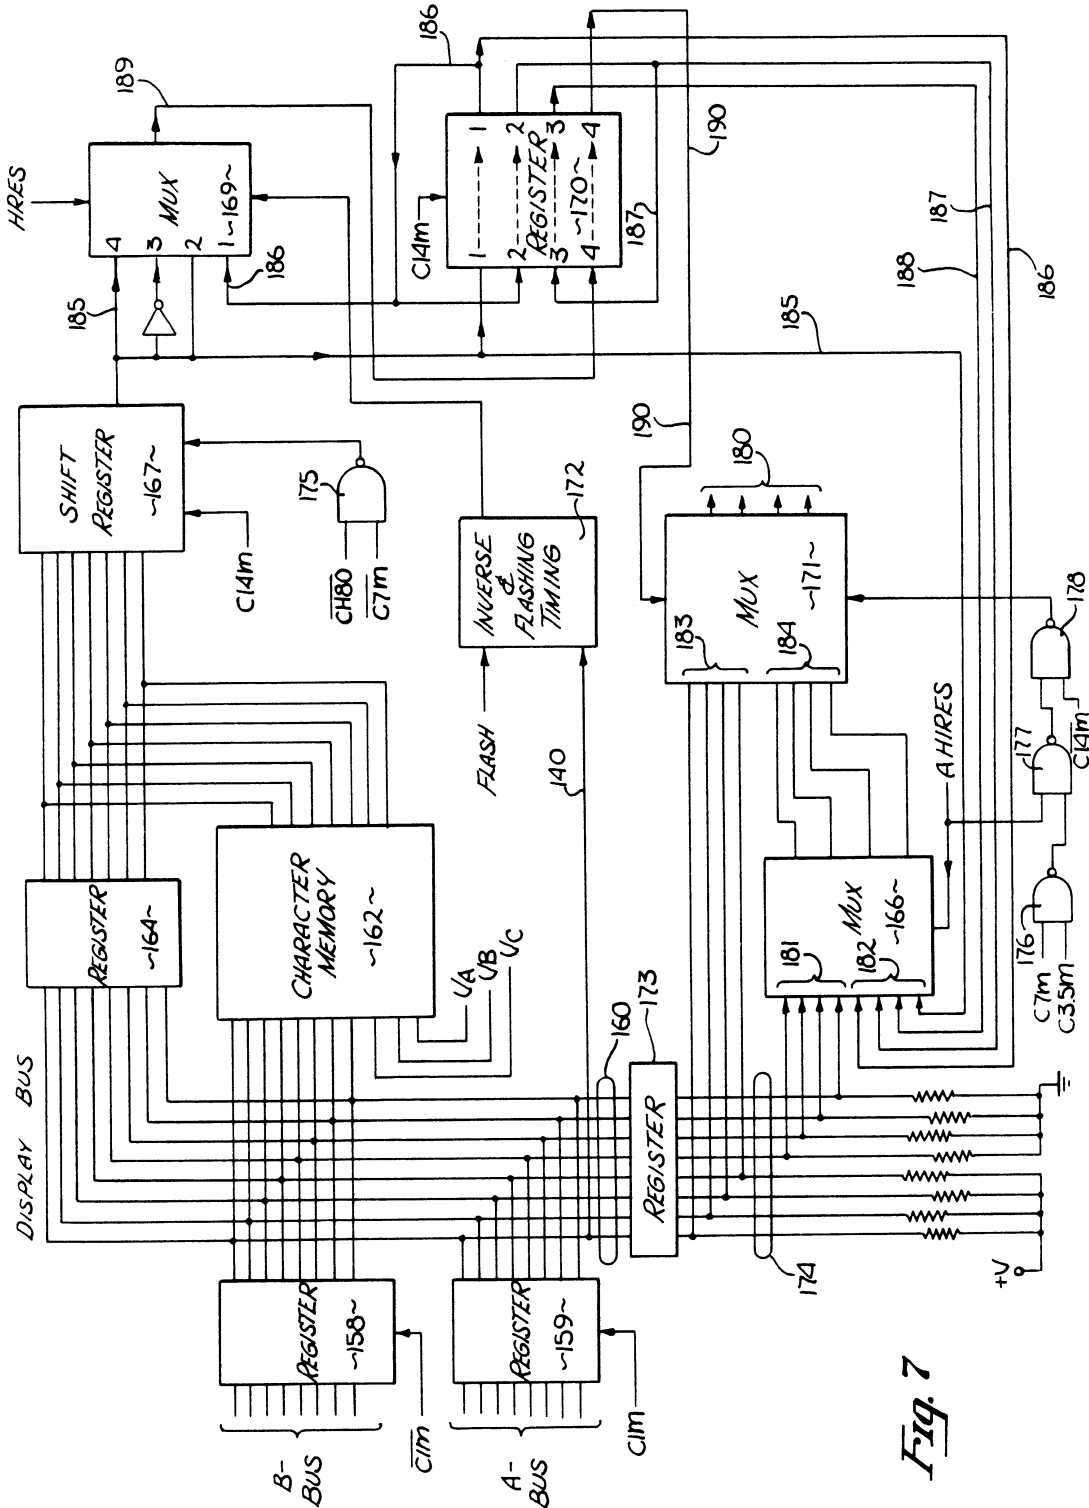 HRES
189
186
4
3
2
1
MUX
~169~
185
186
C14m
1 1
2 2
3 3
4 4
REGISTER
~170~
187
190
185
188
187
186
SHIFT
REGISTER
~167~
C14m
175
CH80
C7m
INVERSE
&
FLASHING
TIMING
172
FLASH
140
190
180
183
184
MUX
~171~
178
177
C14m
AHIRES
DISPLAY BUS
REGISTER
~164~
CHARACTER
MEMORY
~162~
VA
VB
VC
160
173
REGISTER
174
181
182
MUX
~166~
176
C7m
C3.5m
+V
REGISTER
~158~
C1m
B-
BUS
REGISTER
~159~
C1m
A-
BUS
Fig. 7